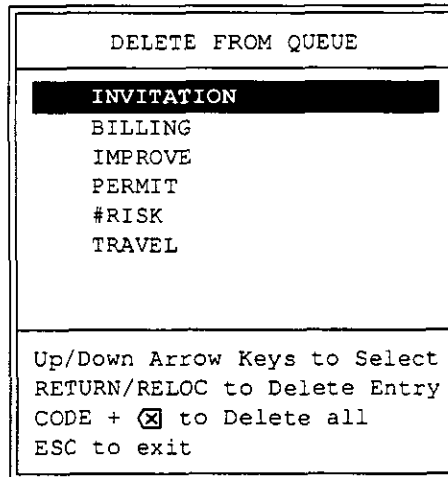 DELETE FROM QUEUE
INVITATION
BILLING
IMPROVE
PERMIT
#RISK
TRAVEL
Up/Down Arrow Keys to Select
RETURN/RELOC to Delete Entry
CODE + ⌫ to Delete all
ESC to exit